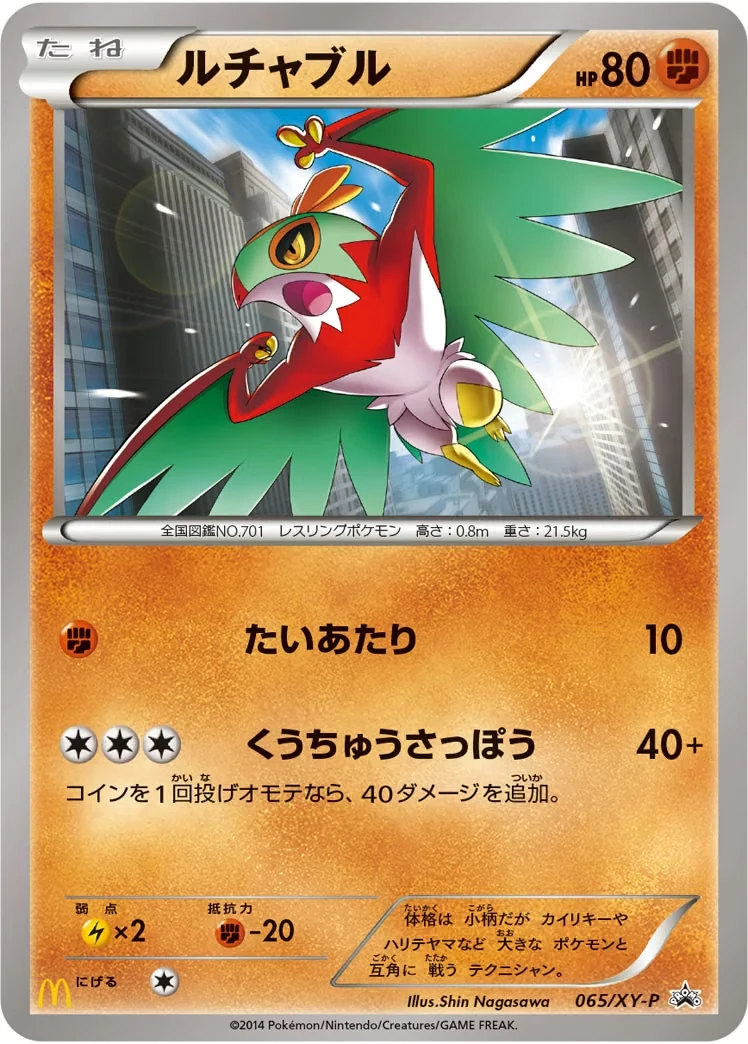 たね
ルチャブル
HP80
全国図鑑NO.701 レスリングポケモン 高さ：0.8m 重さ：21.5kg
たいあたり 10
くうちゅうさっぽう 40+
コインを1回投げオモテなら、40ダメージを追加。
弱点 抵抗力
×2 -20
にげる
体格は 小柄だが カイリキーや
ハリテヤマなど 大きな ポケモンと
互角に 戦う テクニシャン。
Illus.Shin Nagasawa 065/XY-P
©2014 Pokémon/Nintendo/Creatures/GAME FREAK.